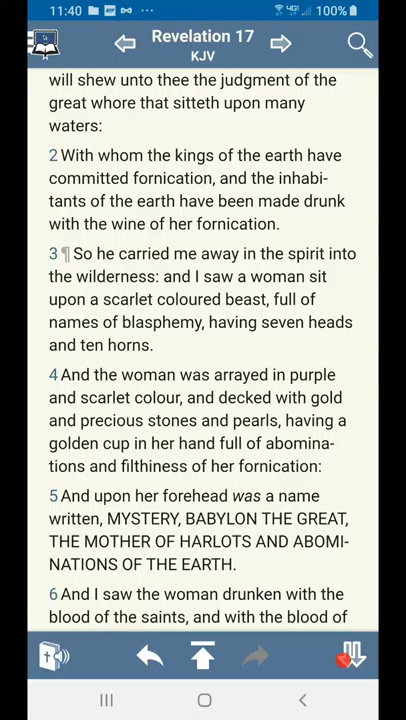 11:40 100%
Revelation 17
KJV
will shew unto thee the judgment of the
great whore that sitteth upon many
waters:
2 With whom the kings of the earth have
committed fornication, and the inhabi-
tants of the earth have been made drunk
with the wine of her fornication.
3 ¶ So he carried me away in the spirit into
the wilderness: and I saw a woman sit
upon a scarlet coloured beast, full of
names of blasphemy, having seven heads
and ten horns.
4 And the woman was arrayed in purple
and scarlet colour, and decked with gold
and precious stones and pearls, having a
golden cup in her hand full of abomina-
tions and filthiness of her fornication:
5 And upon her forehead was a name
written, MYSTERY, BABYLON THE GREAT,
THE MOTHER OF HARLOTS AND ABOMI-
NATIONS OF THE EARTH.
6 And I saw the woman drunken with the
blood of the saints, and with the blood of